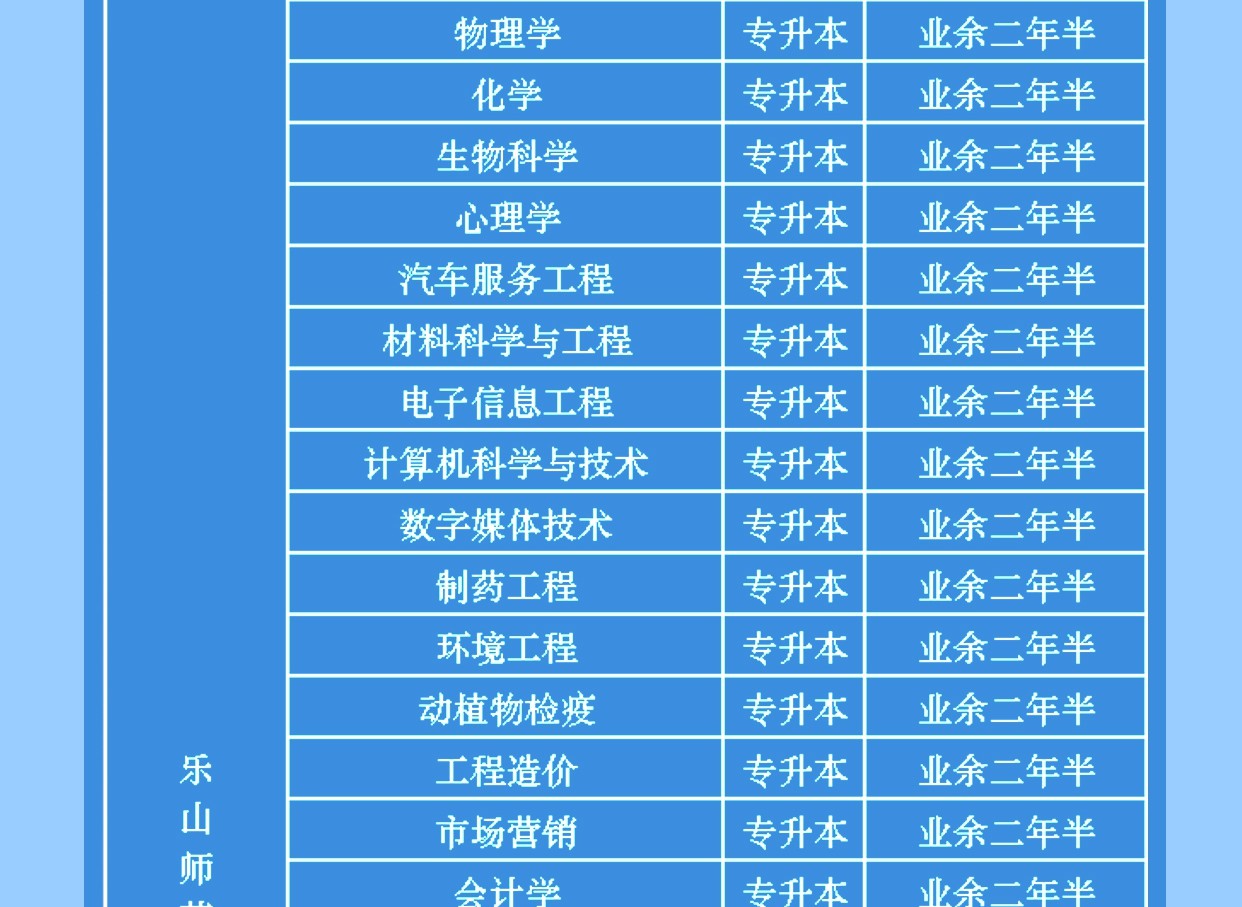 物理学 专升本 业余二年半
化学 专升本 业余二年半
生物科学 专升本 业余二年半
心理学 专升本 业余二年半
汽车服务工程 专升本 业余二年半
材料科学与工程 专升本 业余二年半
电子信息工程 专升本 业余二年半
计算机科学与技术 专升本 业余二年半
数字媒体技术 专升本 业余二年半
制药工程 专升本 业余二年半
环境工程 专升本 业余二年半
动植物检疫 专升本 业余二年半
工程造价 专升本 业余二年半
市场营销 专升本 业余二年半
会计学 专升本 业余二年半
乐
山
师